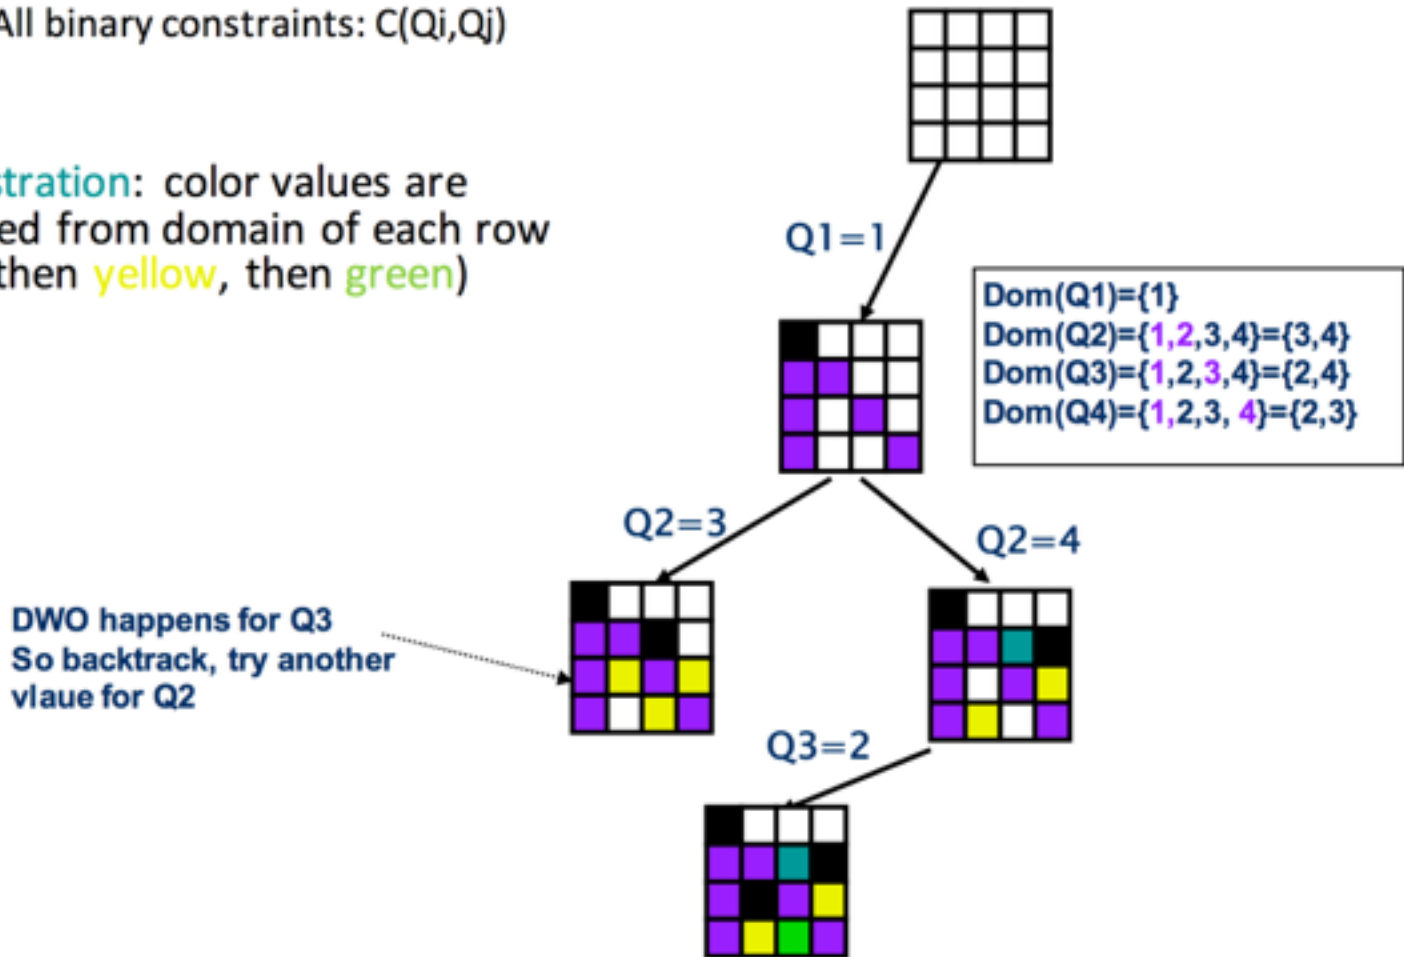 All binary constraints: C(Qi,Qj)
stration: color values are
ed from domain of each row
then yellow, then green)
Q1=1
Dom(Q1)={1}
Dom(Q2)={1,2,3,4}={3,4}
Dom(Q3)={1,2,3,4}={2,4}
Dom(Q4)={1,2,3, 4}={2,3}
Q2=3
Q2=4
DWO happens for Q3
So backtrack, try another
vlaue for Q2
Q3=2